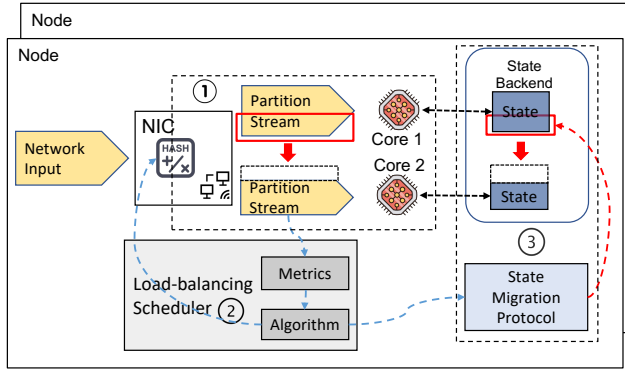 Node
Node
Network
Input
NIC
HASH
1
Partition
Stream
Partition
Stream
Core 1
Core 2
State
Backend
State
State
3
Load-balancing
Scheduler 2
Metrics
Algorithm
State
Migration
Protocol